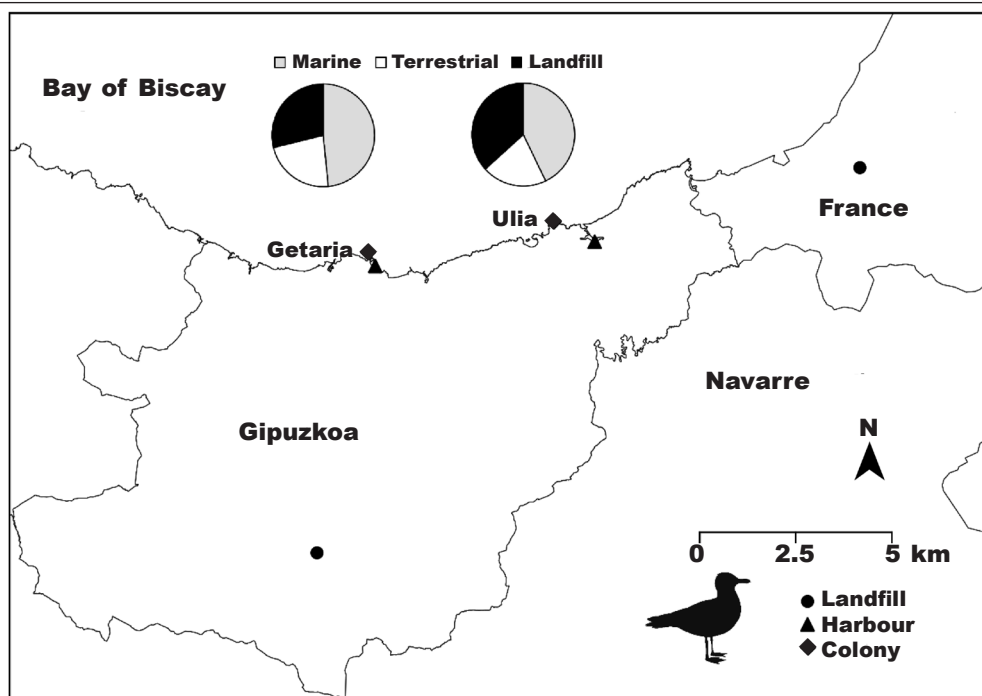 Marine Terrestrial Landfill
Bay of Biscay
Ulia
France
Getaria
Navarre
Gipuzkoa
N
0 2.5 5 km
Landfill
Harbour
Colony